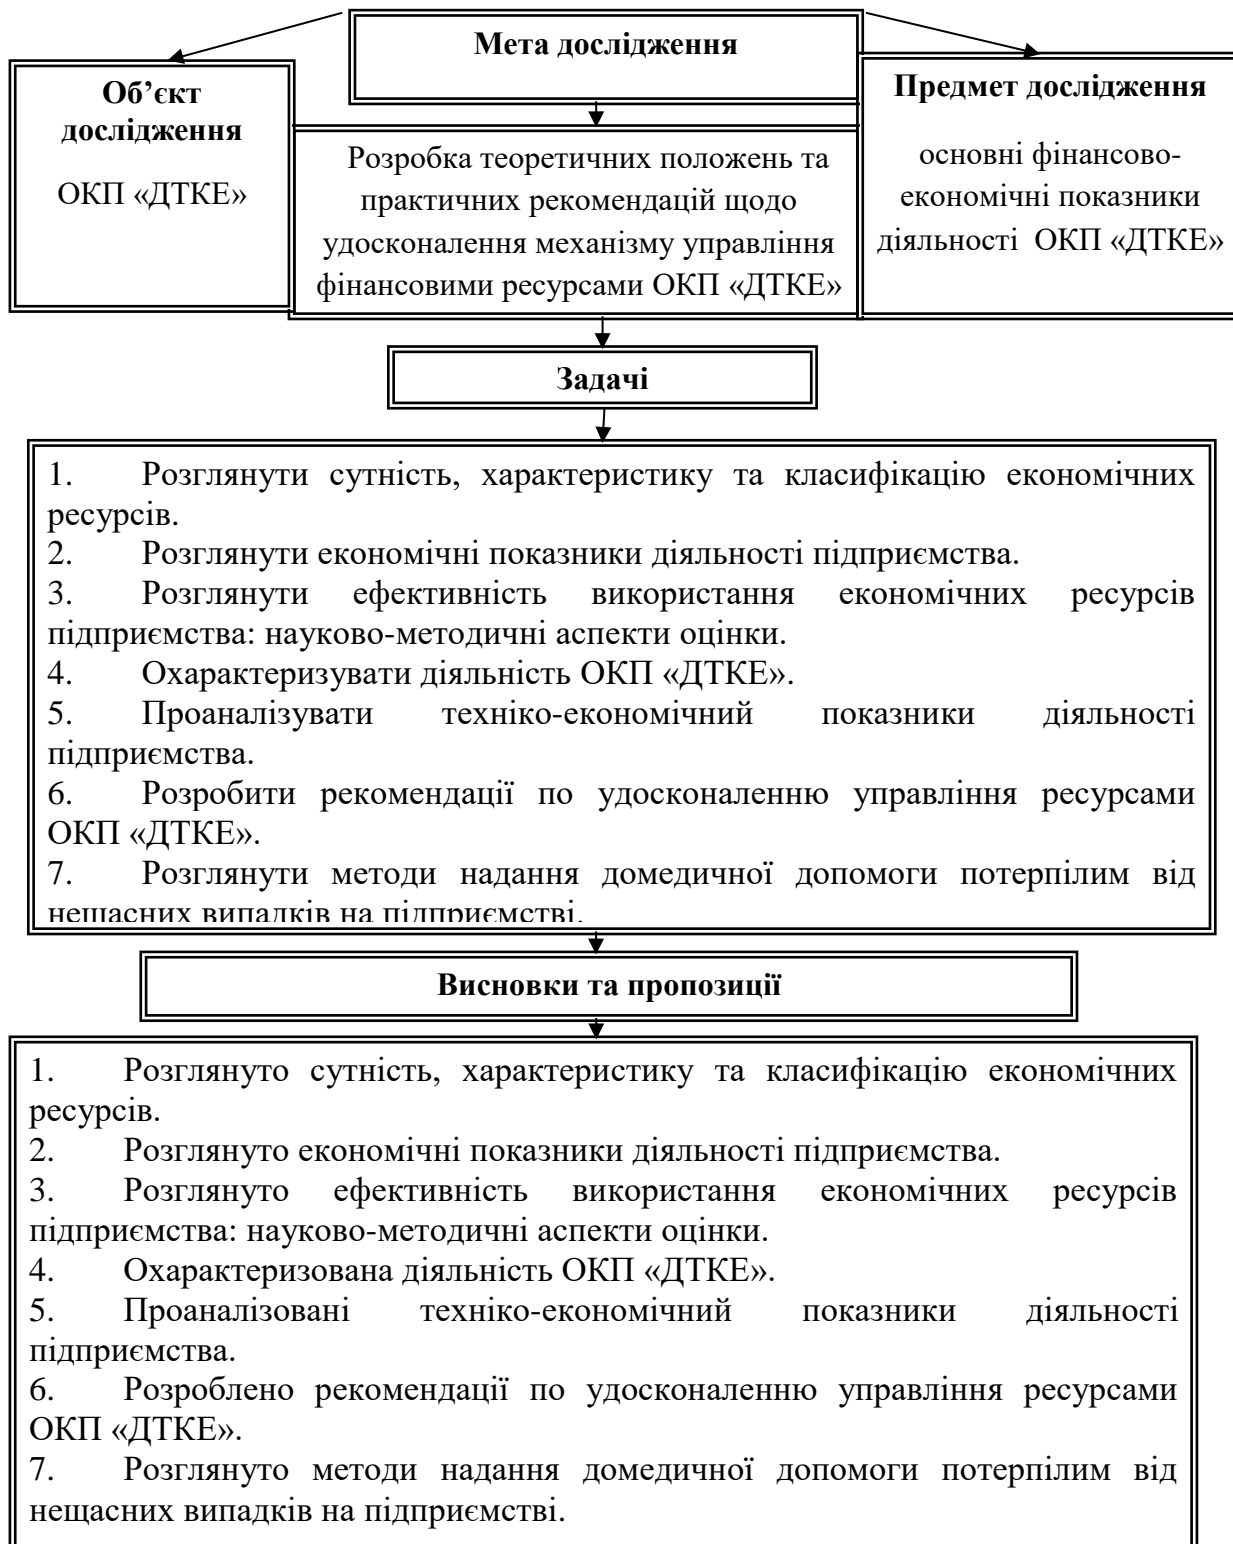 Мета дослідження
Об’єкт
дослідження
ОКП «ДТКЕ»
Розробка теоретичних положень та
практичних рекомендацій щодо
удосконалення механізму управління
фінансовими ресурсами ОКП «ДТКЕ»
Предмет дослідження
основні фінансово-
економічні показники
діяльності ОКП «ДТКЕ»
Задачі
1. Розглянути сутність, характеристику та класифікацію економічних
ресурсів.
2. Розглянути економічні показники діяльності підприємства.
3. Розглянути ефективність використання економічних ресурсів
підприємства: науково-методичні аспекти оцінки.
4. Охарактеризувати діяльність ОКП «ДТКЕ».
5. Проаналізувати техніко-економічний показники діяльності
підприємства.
6. Розробити рекомендації по удосконаленню управління ресурсами
ОКП «ДТКЕ».
7. Розглянути методи надання домедичної допомоги потерпілим від
нещасних випадків на підприємстві.
Висновки та пропозиції
1. Розглянуто сутність, характеристику та класифікацію економічних
ресурсів.
2. Розглянуто економічні показники діяльності підприємства.
3. Розглянуто ефективність використання економічних ресурсів
підприємства: науково-методичні аспекти оцінки.
4. Охарактеризована діяльність ОКП «ДТКЕ».
5. Проаналізовані техніко-економічний показники діяльності
підприємства.
6. Розроблено рекомендації по удосконаленню управління ресурсами
ОКП «ДТКЕ».
7. Розглянуто методи надання домедичної допомоги потерпілим від
нещасних випадків на підприємстві.